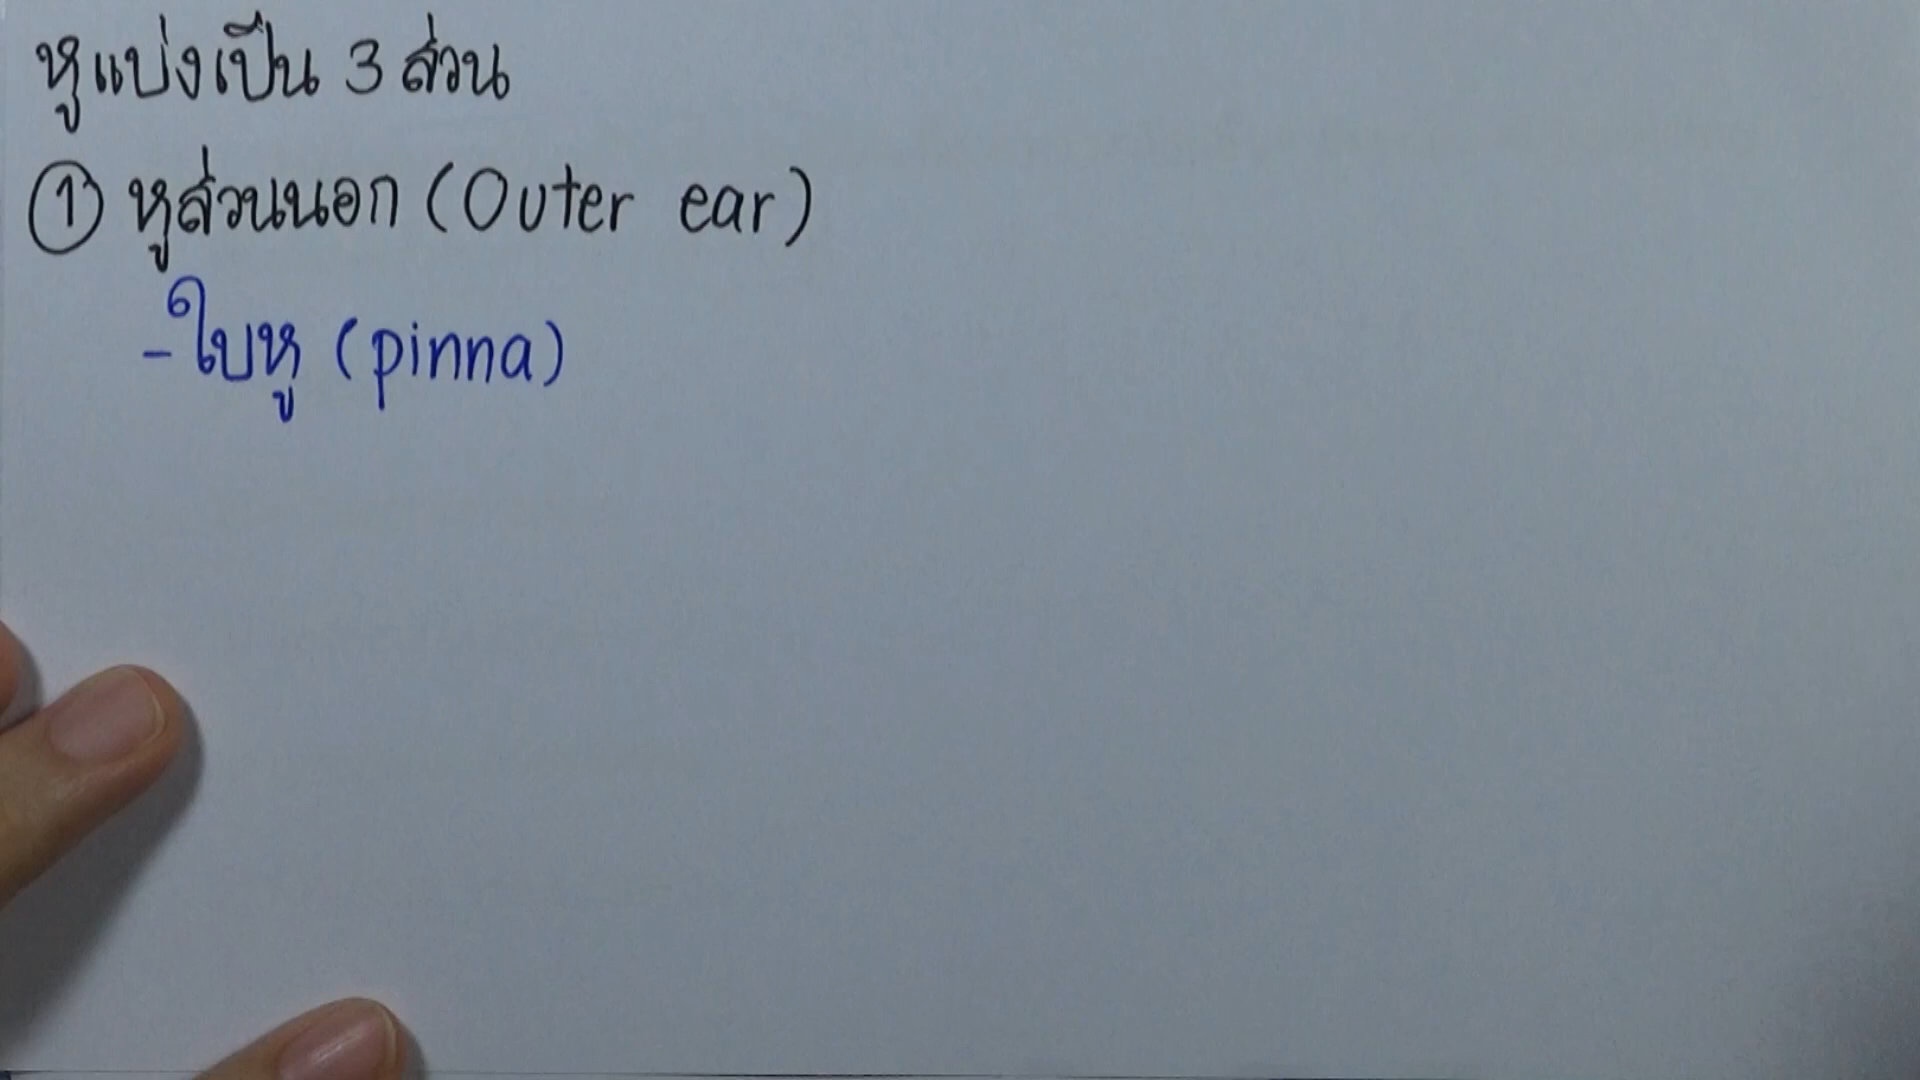 หูแบ่งเป็น 3 ส่วน
① หูส่วนนอก (Outer ear)
- ใบหู (pinna)